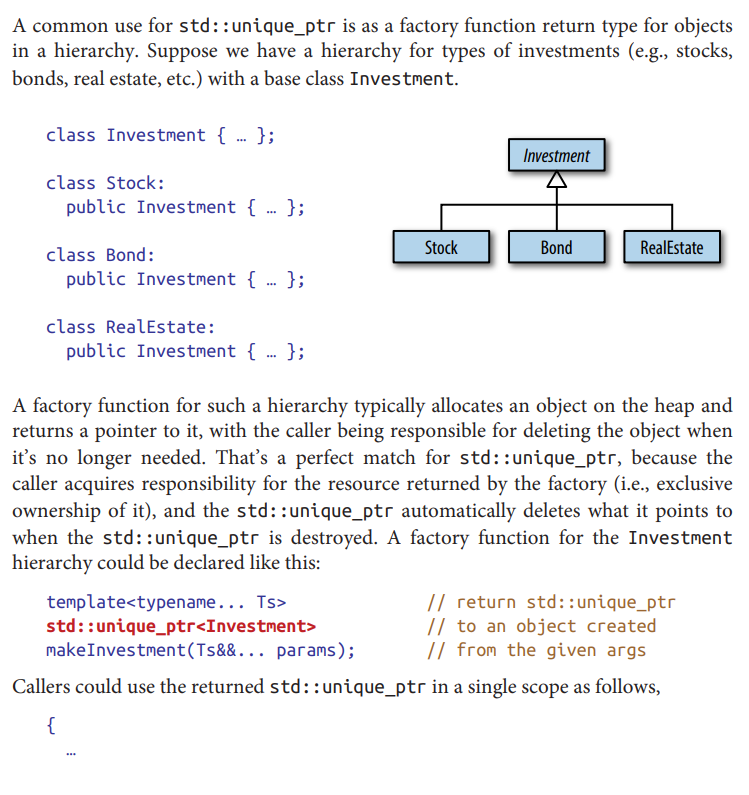 A common use for std::unique_ptr is as a factory function return type for objects
in a hierarchy. Suppose we have a hierarchy for types of investments (e.g., stocks,
bonds, real estate, etc.) with a base class Investment.
class Investment { … };
class Stock:
  public Investment { … };
class Bond:
  public Investment { … };
class RealEstate:
  public Investment { … };
Investment
Stock
Bond
RealEstate
A factory function for such a hierarchy typically allocates an object on the heap and
returns a pointer to it, with the caller being responsible for deleting the object when
it’s no longer needed. That’s a perfect match for std::unique_ptr, because the
caller acquires responsibility for the resource returned by the factory (i.e., exclusive
ownership of it), and the std::unique_ptr automatically deletes what it points to
when the std::unique_ptr is destroyed. A factory function for the Investment
hierarchy could be declared like this:
template<typename... Ts> // return std::unique_ptr
std::unique_ptr<Investment> // to an object created
makeInvestment(Ts&&... params); // from the given args
Callers could use the returned std::unique_ptr in a single scope as follows,
{
  …